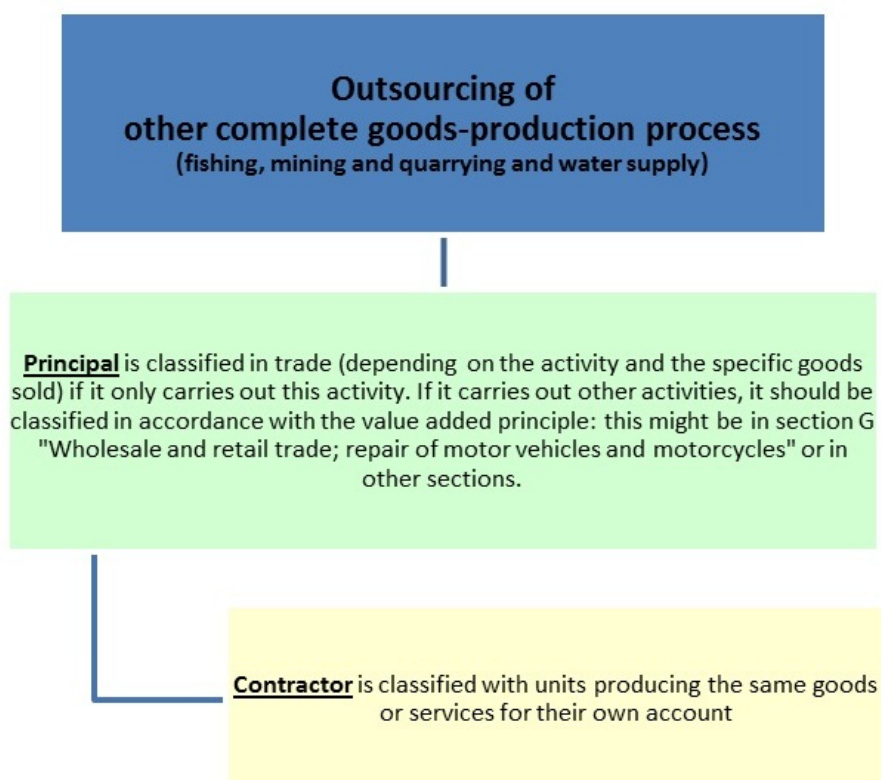 Outsourcing of
other complete goods-production process
(fishing, mining and quarrying and water supply)
Principal is classified in trade (depending on the activity and the specific goods
sold) if it only carries out this activity. If it carries out other activities, it should be
classified in accordance with the value added principle: this might be in section G
"Wholesale and retail trade; repair of motor vehicles and motorcycles" or in
other sections.
Contractor is classified with units producing the same goods
or services for their own account